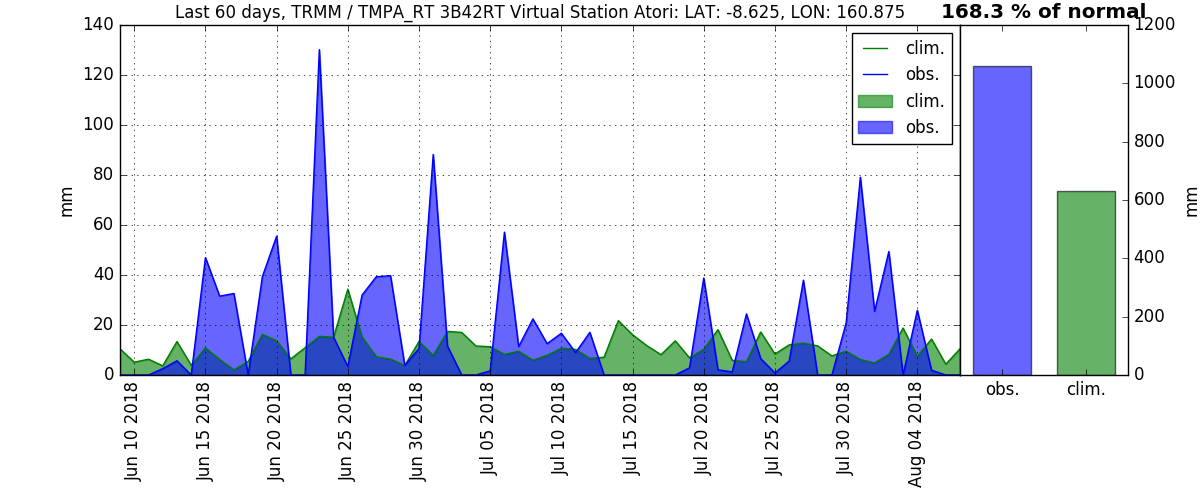 Last 60 days, TRMM / TMPA_RT 3B42RT Virtual Station Atori: LAT: -8.625, LON: 160.875
168.3 % of normal
140
120
100
80
60
40
20
0
mm
clim.
obs.
clim.
obs.
Jun 10 2018
Jun 15 2018
Jun 20 2018
Jun 25 2018
Jun 30 2018
Jul 05 2018
Jul 10 2018
Jul 15 2018
Jul 20 2018
Jul 25 2018
Jul 30 2018
Aug 04 2018
1200
1000
800
600
400
200
0
mm
obs.
clim.